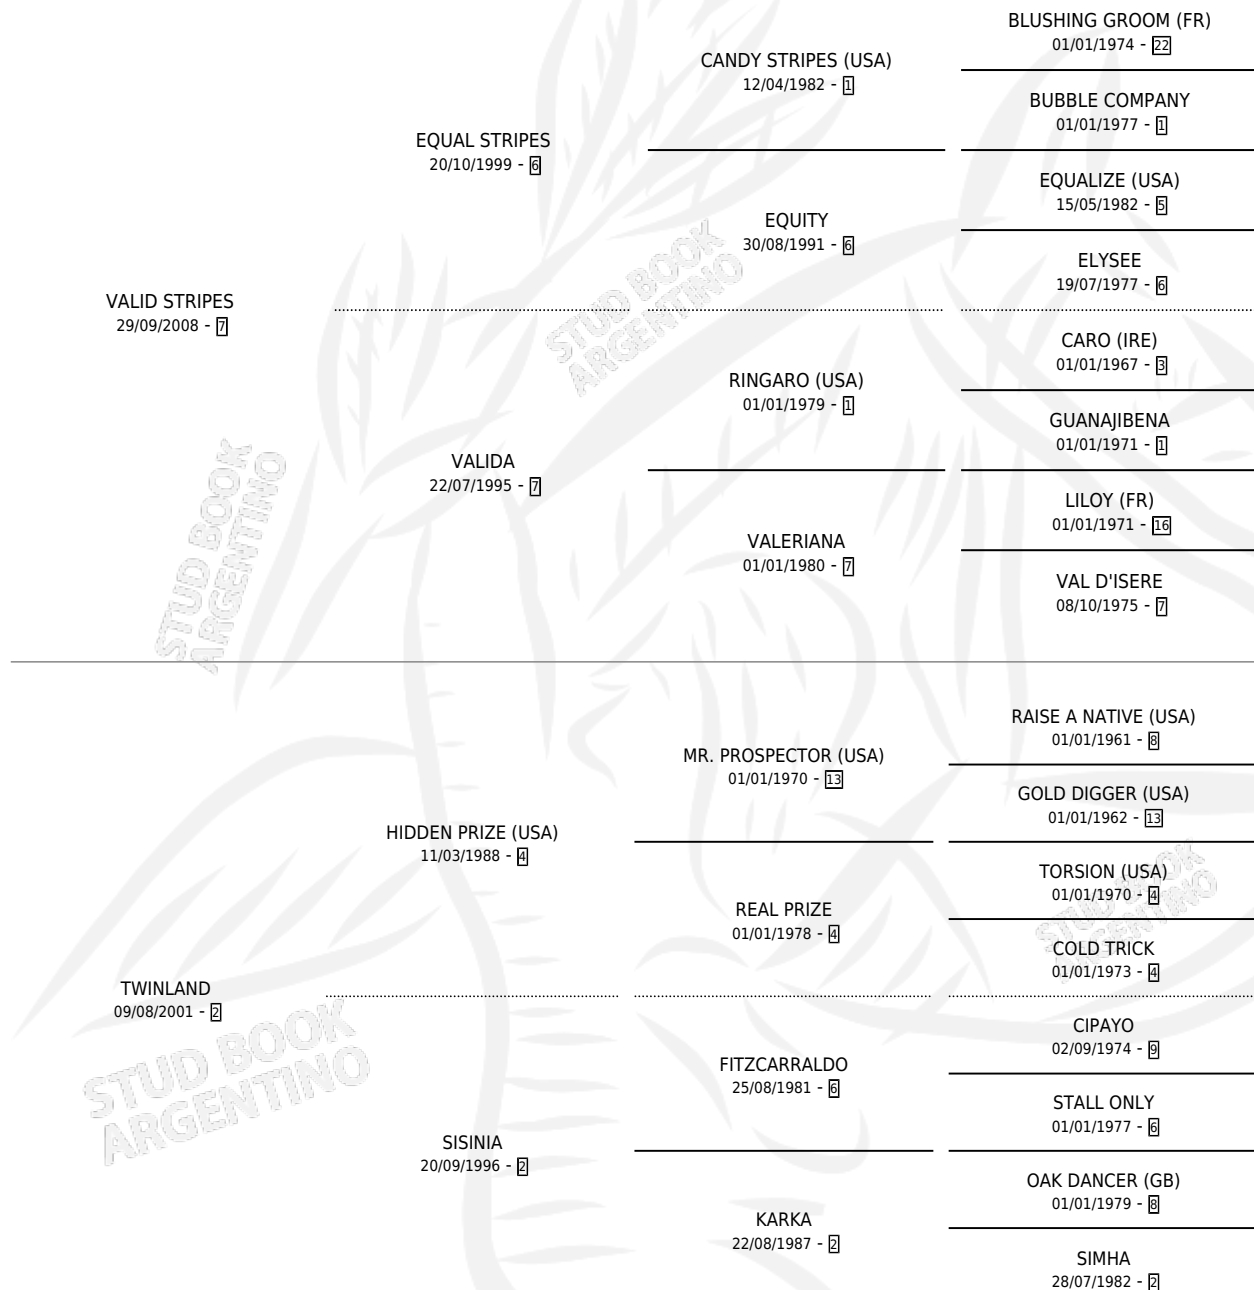 BLUSHING GROOM (FR)
01/01/1974 - 22
CANDY STRIPES (USA)
12/04/1982 - 1
BUBBLE COMPANY
01/01/1977 - 1
EQUAL STRIPES
20/10/1999 - 6
EQUALIZE (USA)
15/05/1982 - 5
EQUITY
30/08/1991 - 6
ELYSEE
19/07/1977 - 6
VALID STRIPES
29/09/2008 - 7
CARO (IRE)
01/01/1967 - 3
RINGARO (USA)
01/01/1979 - 1
GUANAJIBENA
01/01/1971 - 1
VALIDA
22/07/1995 - 7
LILOY (FR)
01/01/1971 - 16
VALERIANA
01/01/1980 - 7
VAL D'ISERE
08/10/1975 - 7
RAISE A NATIVE (USA)
01/01/1961 - 8
MR. PROSPECTOR (USA)
01/01/1970 - 13
GOLD DIGGER (USA)
01/01/1962 - 13
HIDDEN PRIZE (USA)
11/03/1988 - 4
TORSION (USA)
01/01/1970 - 4
REAL PRIZE
01/01/1978 - 4
COLD TRICK
01/01/1973 - 4
TWINLAND
09/08/2001 - 2
CIPAYO
02/09/1974 - 9
FITZCARRALDO
25/08/1981 - 6
STALL ONLY
01/01/1977 - 6
SISINIA
20/09/1996 - 2
OAK DANCER (GB)
01/01/1979 - 8
KARKA
22/08/1987 - 2
SIMHA
28/07/1982 - 2
STUD BOOK
ARGENTINO
STUD BOOK
ARGENTINO
STUD BOOK
ARGENTINO
STUD BOOK
ARGENTINO